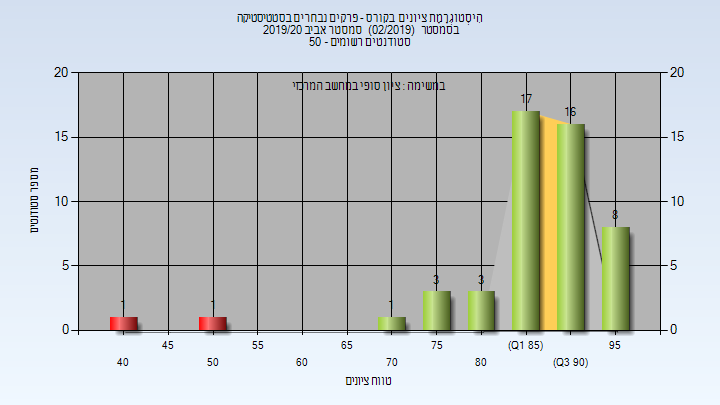 היסטוגרמת ציונים בקורס - פרקים נבחרים בסטטיסטיקה
בסמסטר (02/2019) סמסטר אביב 2019/20
סטודנטים רשומים - 50
במשימה : ציון סופי במחשב המרכזי
מספר סטודנטים
20 20
15 15
10 10
5 5
0 0
1 1 1 3 3 17 16 8
45 55 65 75 (Q1 85) 95
40 50 60 70 80 (Q3 90)
טווח ציונים